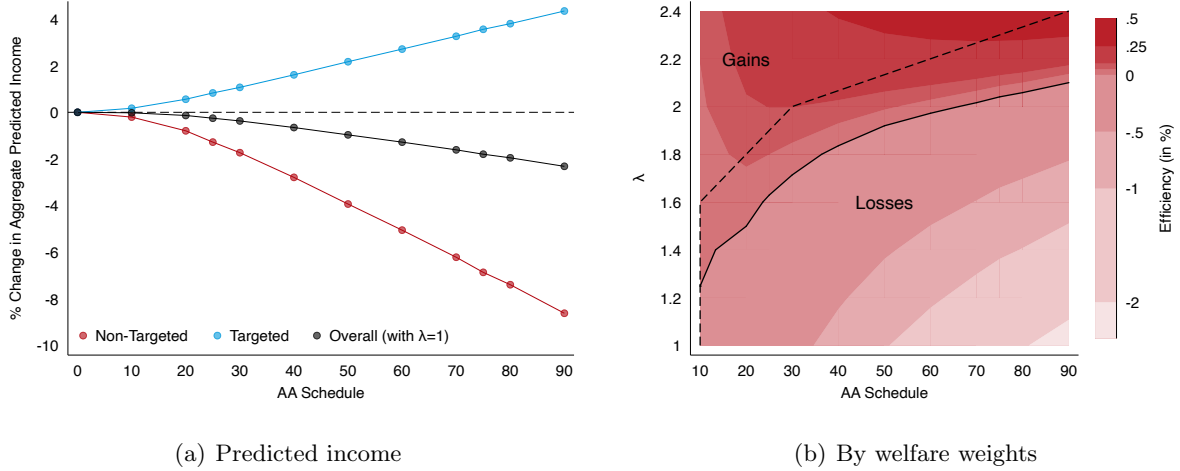 % Change in Aggregate Predicted Income
4
2
0
-2
-4
-6
-8
-10
Non-Targeted
Targeted
Overall (with λ=1)
0 10 20 30 40 50 60 70 80 90
AA Schedule
(a) Predicted income
λ
2.4
2.2
2
1.8
1.6
1.4
1.2
1
Gains
Losses
10 20 30 40 50 60 70 80 90
AA Schedule
.5
.25
0
-.5
-1
-2
Efficiency (in %)
(b) By welfare weights